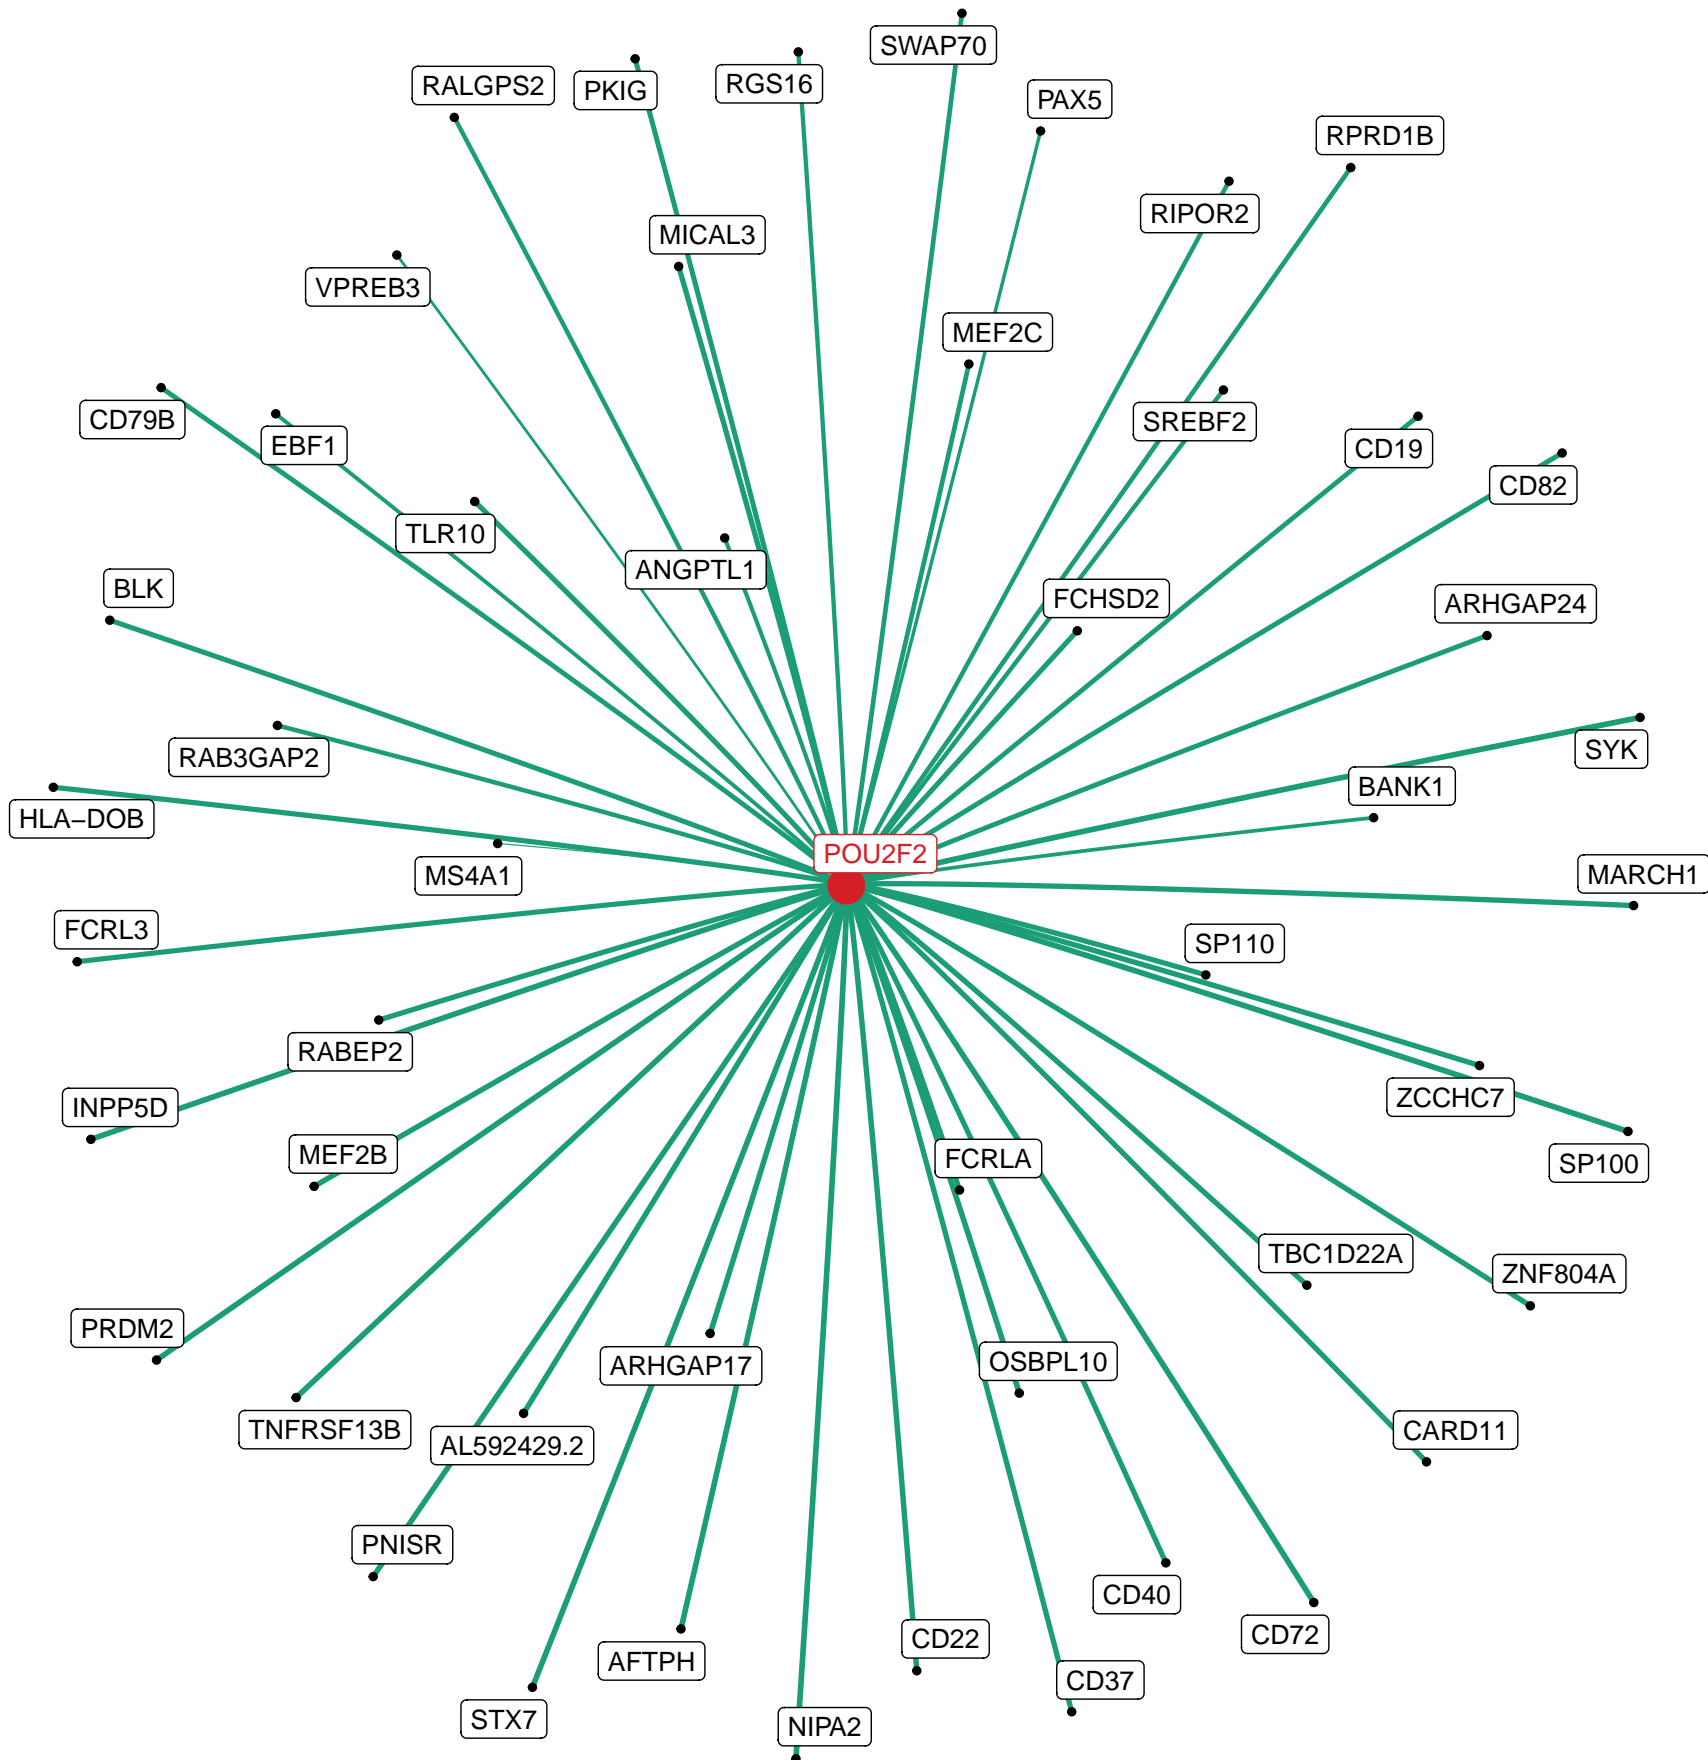 SWAP70
RALGPS2
PKIG
RGS16
PAX5
RPRD1B
RIPOR2
MICAL3
VPREB3
MEF2C
CD79B
EBF1
SREBF2
CD19
CD82
TLR10
ANGPTL1
BLK
FCHSD2
ARHGAP24
RAB3GAP2
SYK
BANK1
HLA−DOB
POU2F2
MS4A1
MARCH1
FCRL3
SP110
RABEP2
ZCCHC7
INPP5D
MEF2B
FCRLA
SP100
TBC1D22A
ZNF804A
PRDM2
ARHGAP17
OSBPL10
TNFRSF13B
AL592429.2
CARD11
PNISR
CD40
CD72
CD22
AFTPH
CD37
STX7
NIPA2